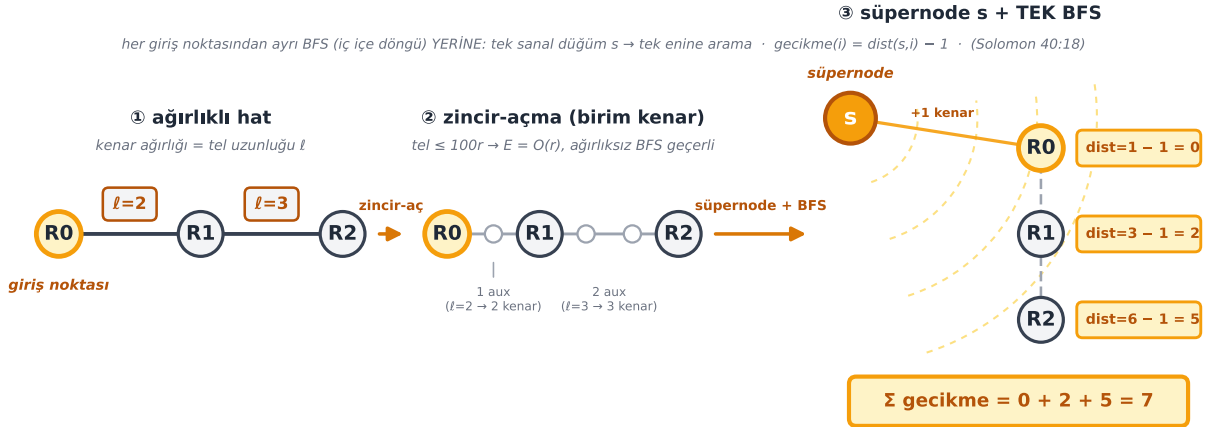 ③ süpernode s + TEK BFS
her giriş noktasından ayrı BFS (iç içe döngü) YERİNE: tek sanal düğüm s → tek enine arama · gecikme(i) = dist(s,i) − 1 · (Solomon 40:18)
① ağırlıklı hat
kenar ağırlığı = tel uzunluğu ℓ
ℓ=2
ℓ=3
R0
R1
R2
giriş noktası
zincir-aç
② zincir-açma (birim kenar)
tel ≤ 100r → E = O(r), ağırlıksız BFS geçerli
R0
R1
R2
1 aux
(ℓ=2 → 2 kenar)
2 aux
(ℓ=3 → 3 kenar)
süpernode + BFS
süpernode
s
+1 kenar
R0
dist=1 − 1 = 0
R1
dist=3 − 1 = 2
R2
dist=6 − 1 = 5
Σ gecikme = 0 + 2 + 5 = 7